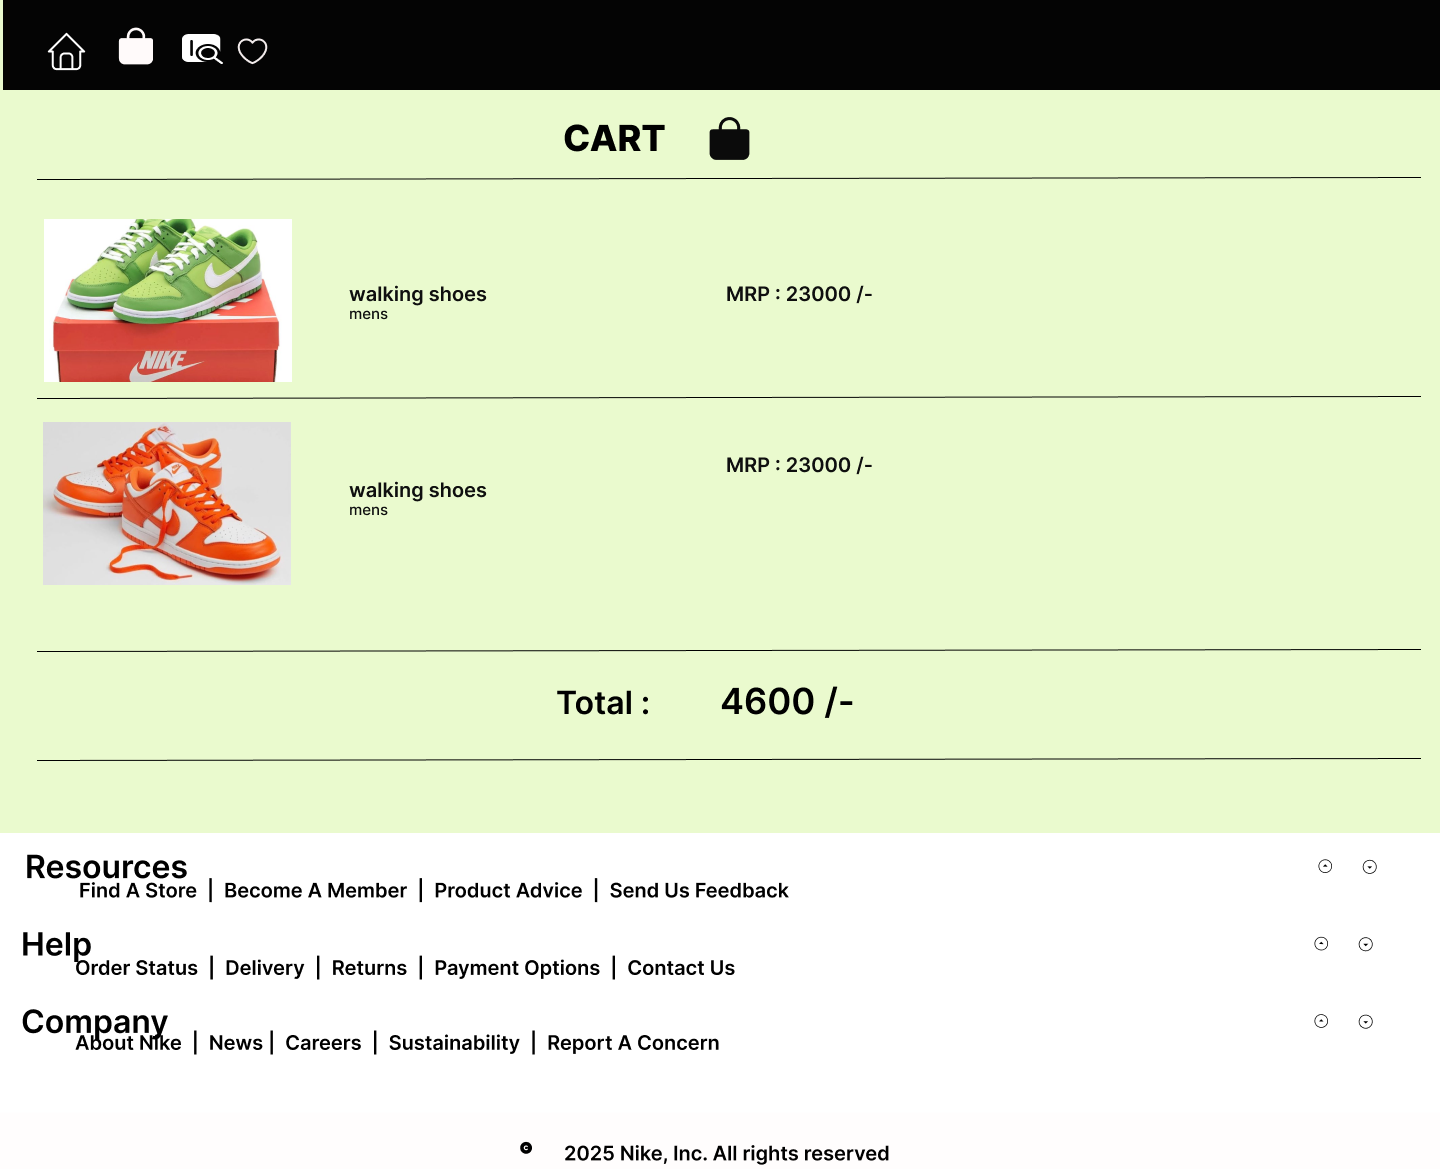 CART
walking shoes
mens
MRP : 23000 /-
NIKE
walking shoes
mens
MRP : 23000 /-
Total : 4600 /-
Resources
Find A Store | Become A Member | Product Advice | Send Us Feedback
Help
Order Status | Delivery | Returns | Payment Options | Contact Us
Company
About Nike | News | Careers | Sustainability | Report A Concern
© 2025 Nike, Inc. All rights reserved